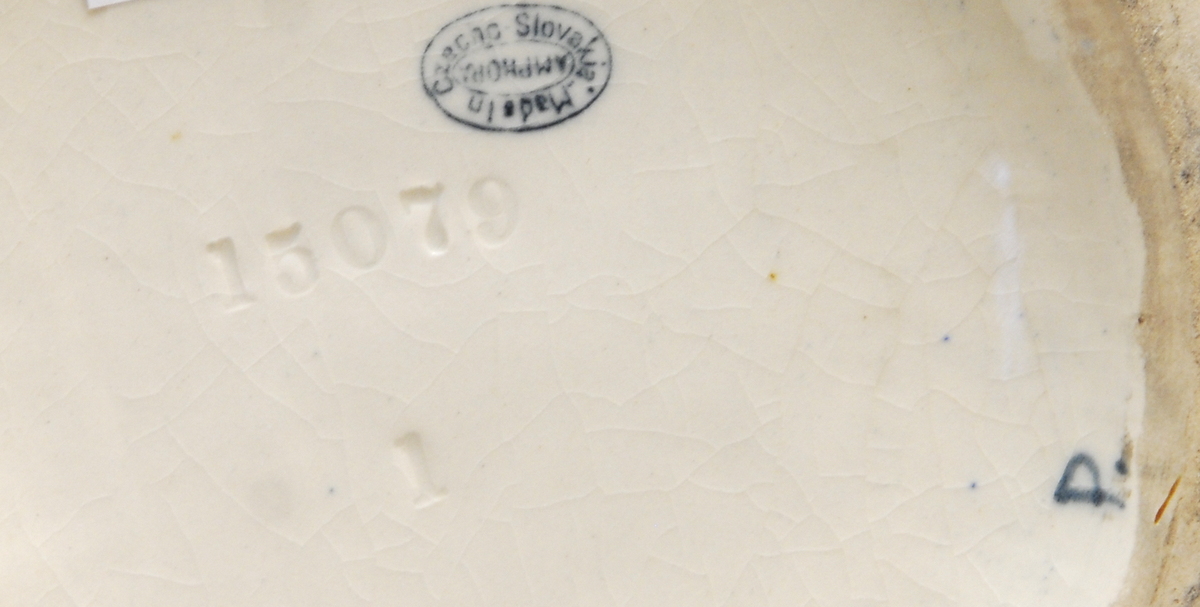 Made in Czecho Slovakia
AMPHORA
15079
1
P.